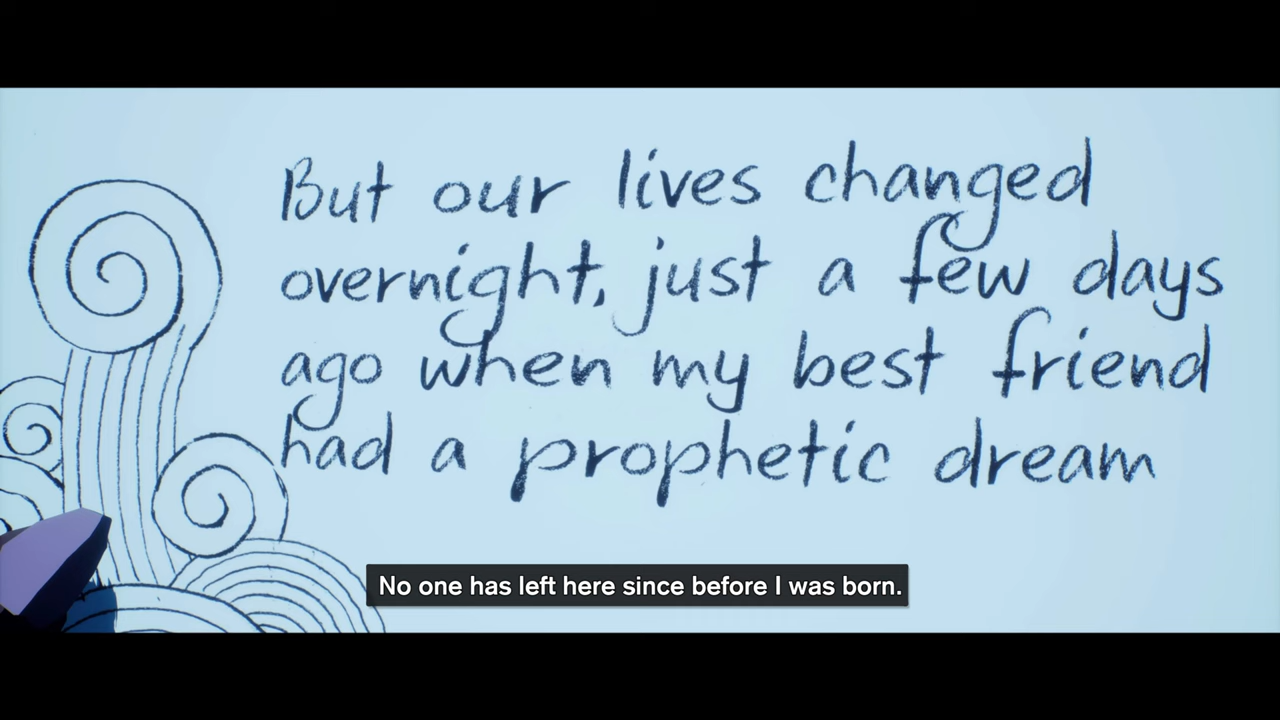 But our lives changed
overnight, just a few days
ago when my best friend
had a prophetic dream
No one has left here since before I was born.